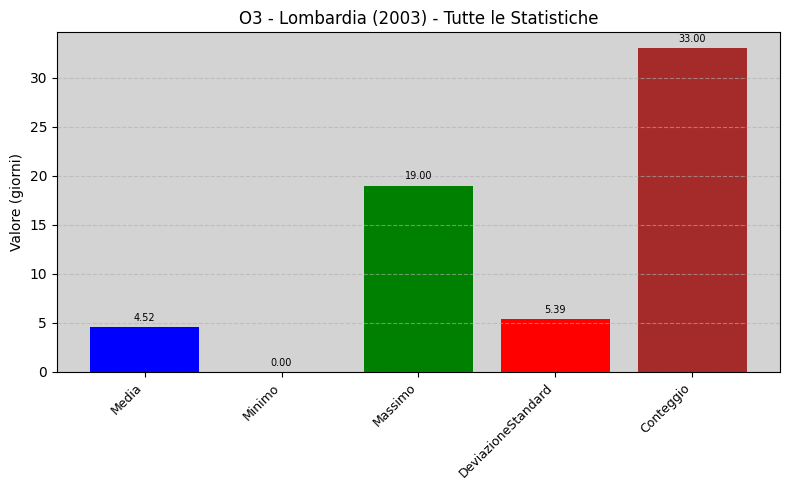 O3 - Lombardia (2003) - Tutte le Statistiche
Valore (giorni)
30
25
20
15
10
5
0
4.52
0.00
19.00
5.39
33.00
Media
Minimo
Massimo
DeviazioneStandard
Conteggio